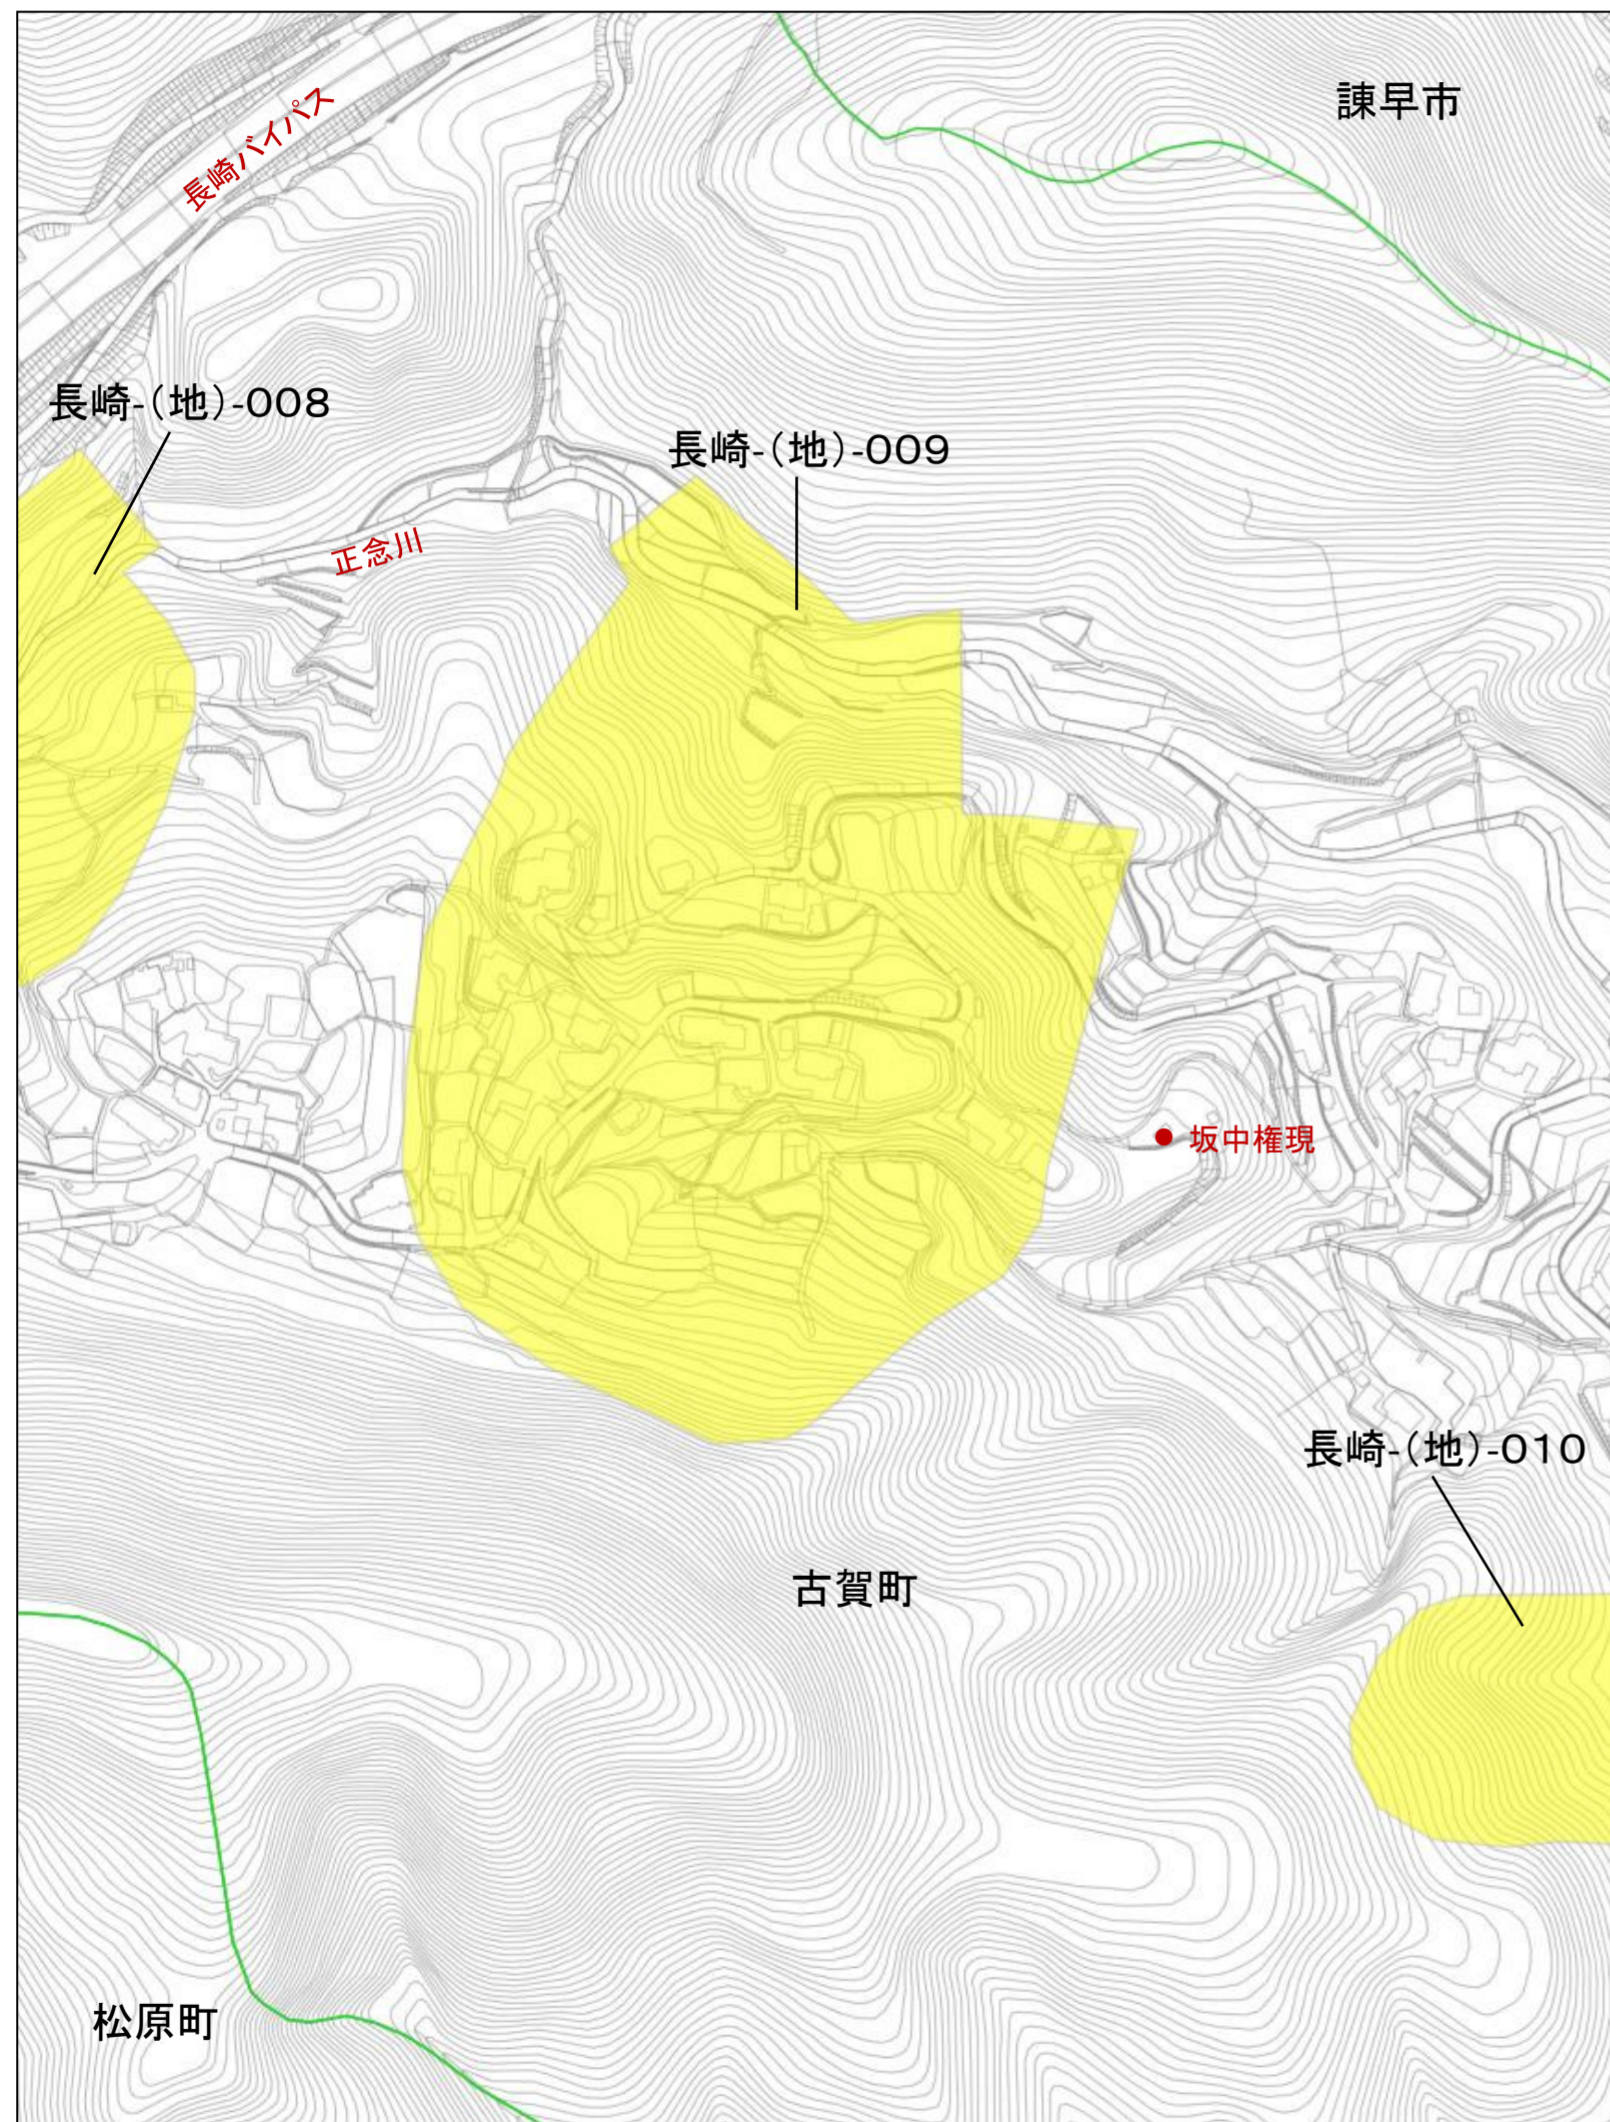 諫早市
長崎バイパス
長崎-(地)-008
長崎-(地)-009
正念川
坂中権現
長崎-(地)-010
古賀町
松原町